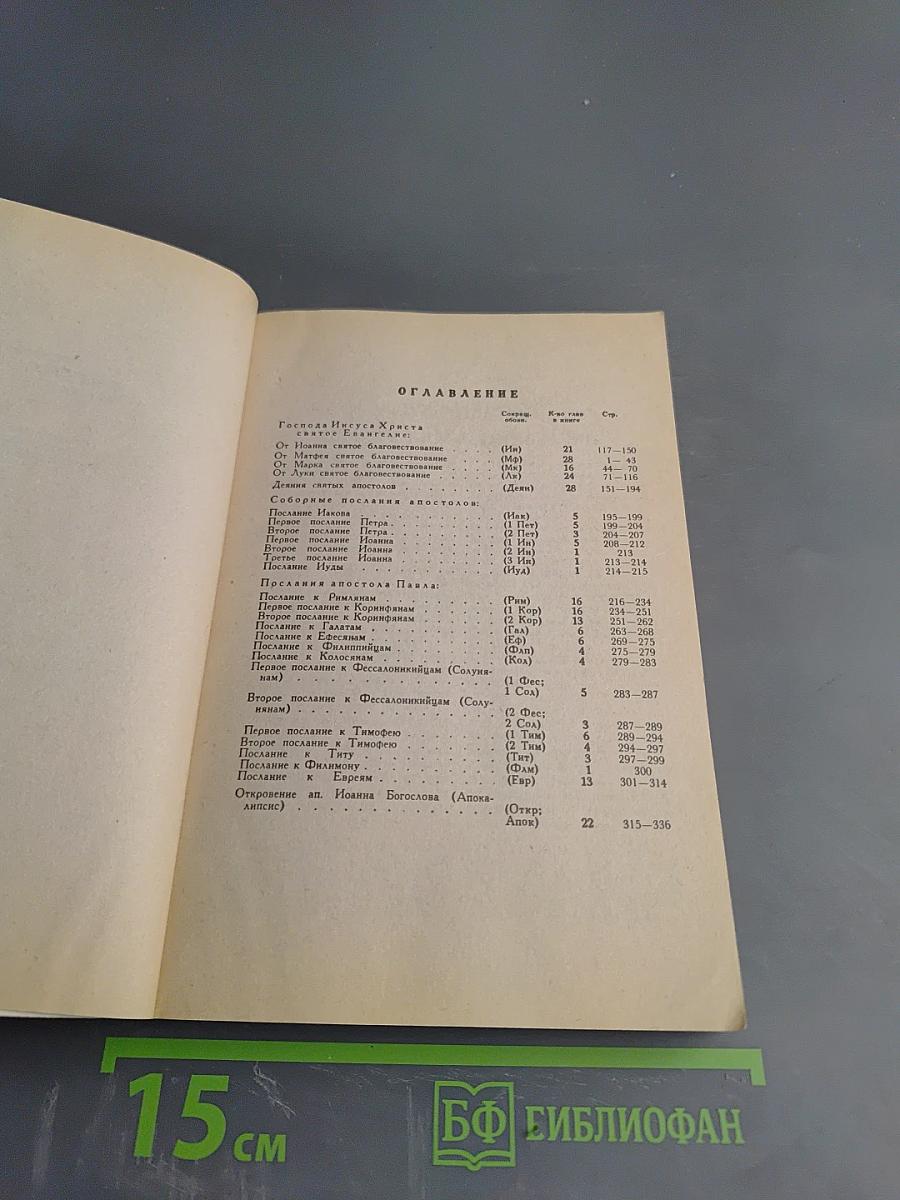 ОГЛАВЛЕНИЕ
Сокращ. обозн. К-во глав в книге Стр.
Господа Иисуса Христа
святое Евангелие:
От Иоанна святое благовествование . . . . (Ин) 21 117—150
От Матфея святое благовествование . . . . (Мф) 28 1— 43
От Марка святое благовествование . . . . (Мк) 16 44— 70
От Луки святое благовествование . . . . . (Лк) 24 71—116
Деяния святых апостолов . . . . . . . . (Деян) 28 151—194
Соборные послания апостолов:
Послание Иакова . . . . . . . . . . . . (Иак) 5 195—199
Первое послание Петра . . . . . . . . . (1 Пет) 5 199—204
Второе послание Петра . . . . . . . . . (2 Пет) 3 204—207
Первое послание Иоанна . . . . . . . . (1 Ин) 5 208—212
Второе послание Иоанна . . . . . . . . (2 Ин) 1 213
Третье послание Иоанна . . . . . . . . (3 Ин) 1 213—214
Послание Иуды . . . . . . . . . . . . (Иуд) 1 214—215
Послания апостола Павла:
Послание к Римлянам . . . . . . . . . (Рим) 16 216—234
Первое послание к Коринфянам . . . . . . (1 Кор) 16 234—251
Второе послание к Коринфянам . . . . . . (2 Кор) 13 251—262
Послание к Галатам . . . . . . . . . . (Гал) 6 263—268
Послание к Ефесянам . . . . . . . . . (Еф) 6 269—275
Послание к Филиппийцам . . . . . . . . (Флп) 4 275—279
Послание к Колосянам . . . . . . . . . (Кол) 4 279—283
Первое послание к Фессалоникийцам (Солуня-
нам) . . . . . . . . . . . . . (1 Фес;
1 Сол) 5 283—287
Второе послание к Фессалоникийцам (Солу-
нянам) . . . . . . . . . . . . . (2 Фес;
2 Сол) 3 287—289
Первое послание к Тимофею . . . . . . . (1 Тим) 6 289—294
Второе послание к Тимофею . . . . . . . (2 Тим) 4 294—297
Послание к Титу . . . . . . . . . . (Тит) 3 297—299
Послание к Филимону . . . . . . . . . . (Флм) 1 300
Послание к Евреям . . . . . . . . . (Евр) 13 301—314
Откровение ап. Иоанна Богослова (Апока-
липсис) . . . . . . . . . . . . . (Откр;
Апок) 22 315—336
15 см БФ БИБЛИОФАН